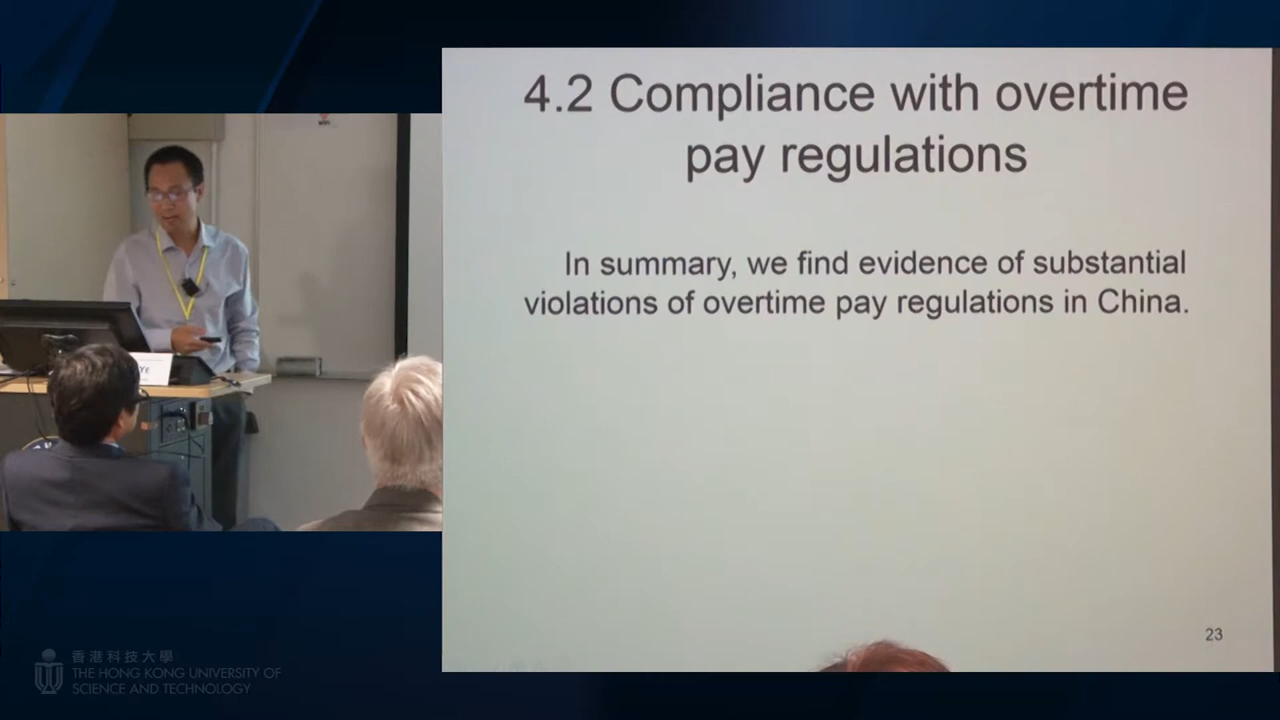 4.2 Compliance with overtime
pay regulations
In summary, we find evidence of substantial
violations of overtime pay regulations in China.
23
YE
香港科技大學
THE HONG KONG UNIVERSITY OF
SCIENCE AND TECHNOLOGY